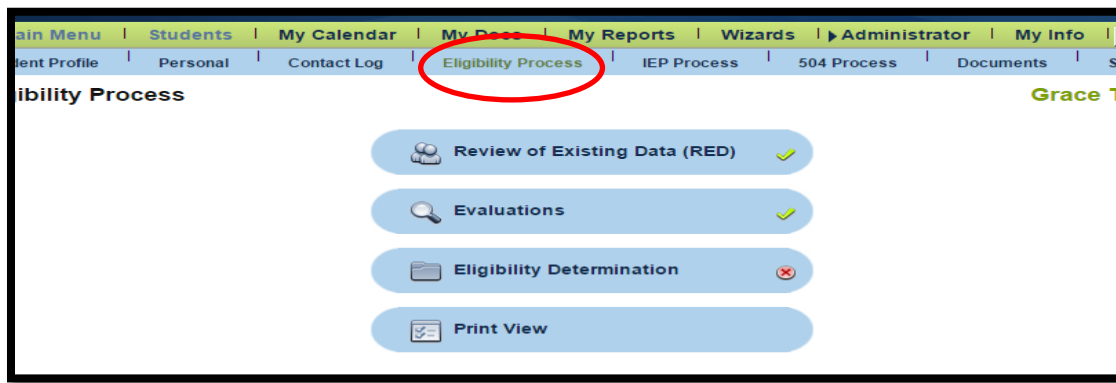 ain Menu | Students | My Calendar | My Docs | My Reports | Wizards | ▶ Administrator | My Info |
dent Profile | Personal | Contact Log | Eligibility Process | IEP Process | 504 Process | Documents | S
ibility Process Grace T
Review of Existing Data (RED)
Evaluations
Eligibility Determination
Print View